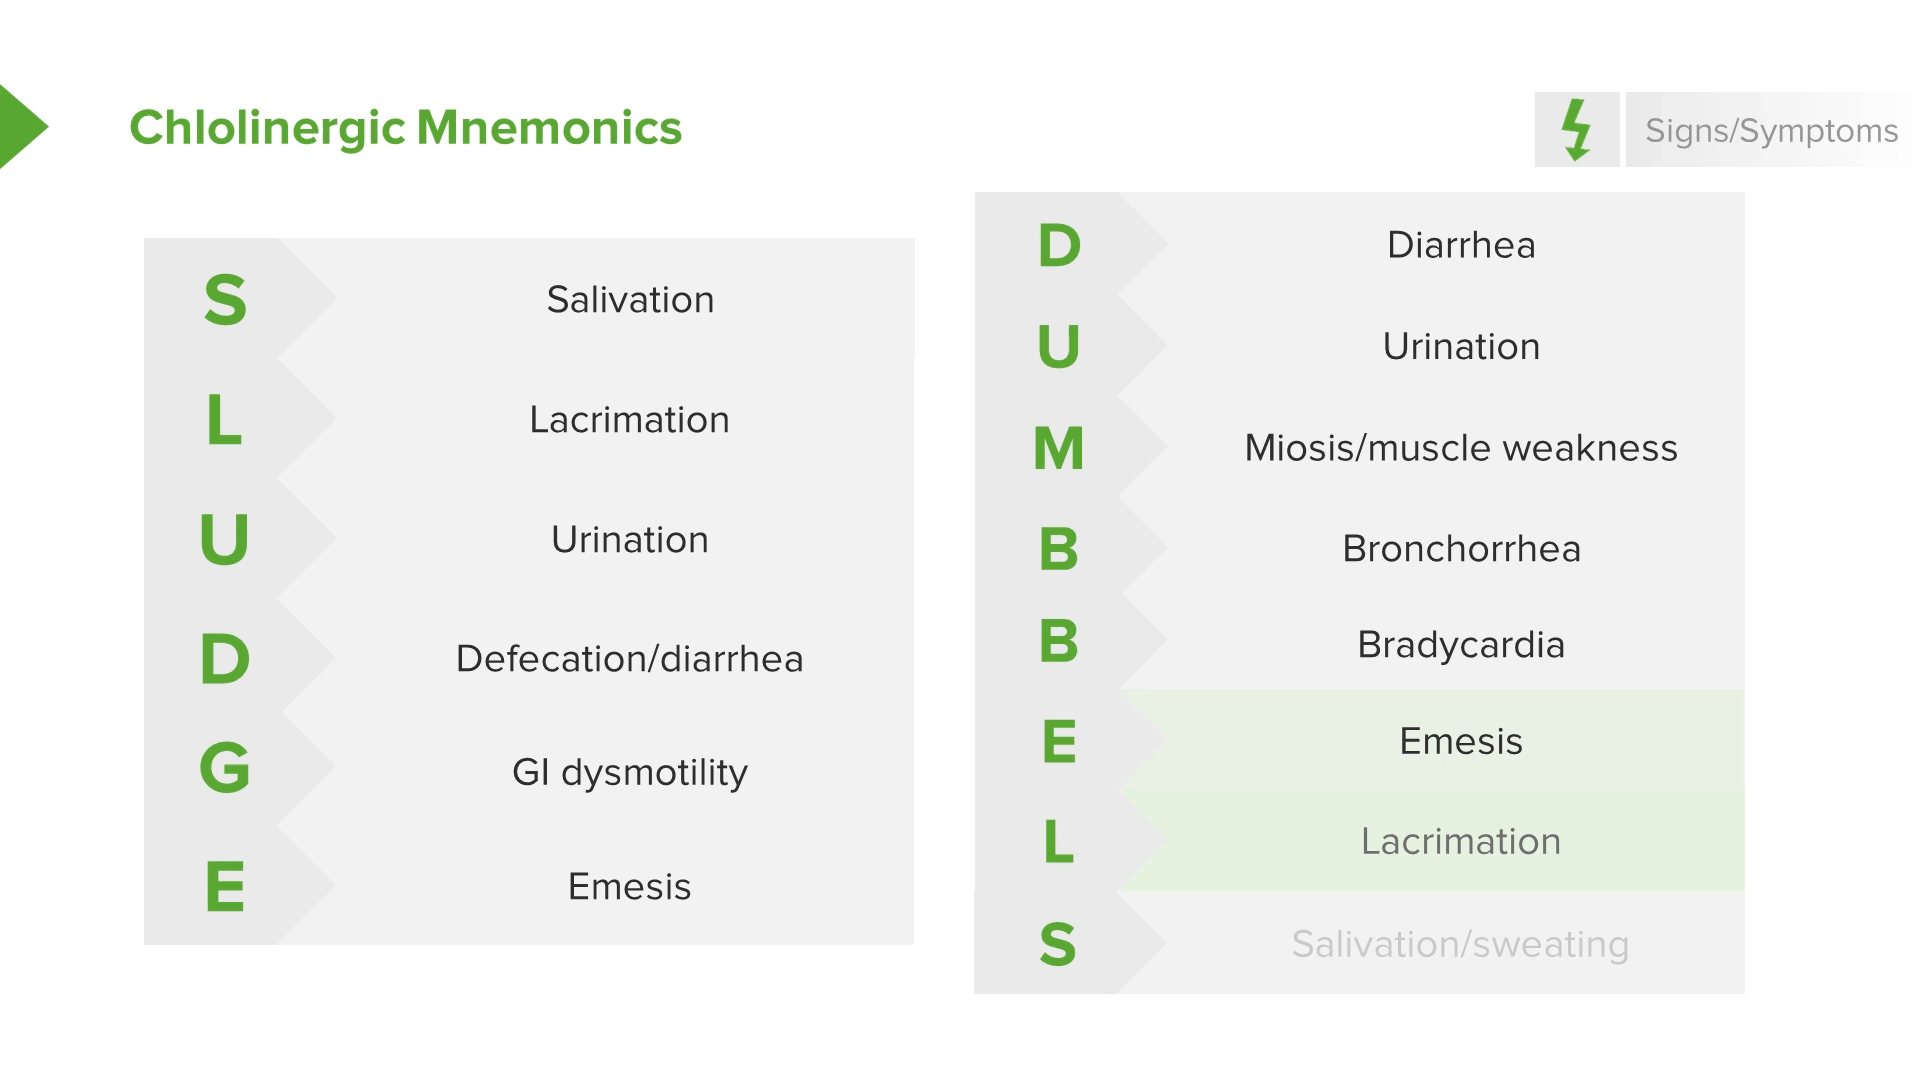 Chlolinergic Mnemonics
Signs/Symptoms
S Salivation
L Lacrimation
U Urination
D Defecation/diarrhea
G GI dysmotility
E Emesis
D Diarrhea
U Urination
M Miosis/muscle weakness
B Bronchorrhea
B Bradycardia
E Emesis
L Lacrimation
S Salivation/sweating